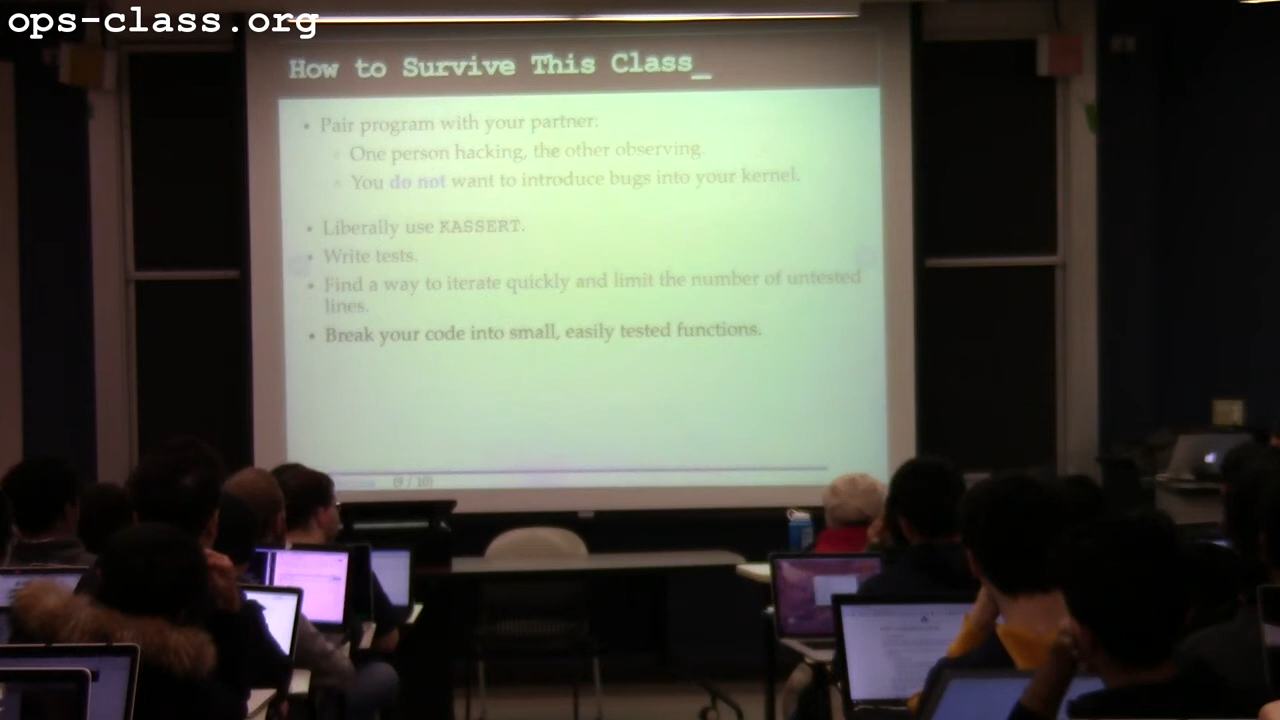 ops-class.org
How to Survive This Class_
• Pair program with your partner:
One person hacking, the other observing.
You do not want to introduce bugs into your kernel.
• Liberally use KASSERT.
• Write tests.
• Find a way to iterate quickly and limit the number of untested
lines.
• Break your code into small, easily tested functions.
(9 / 10)